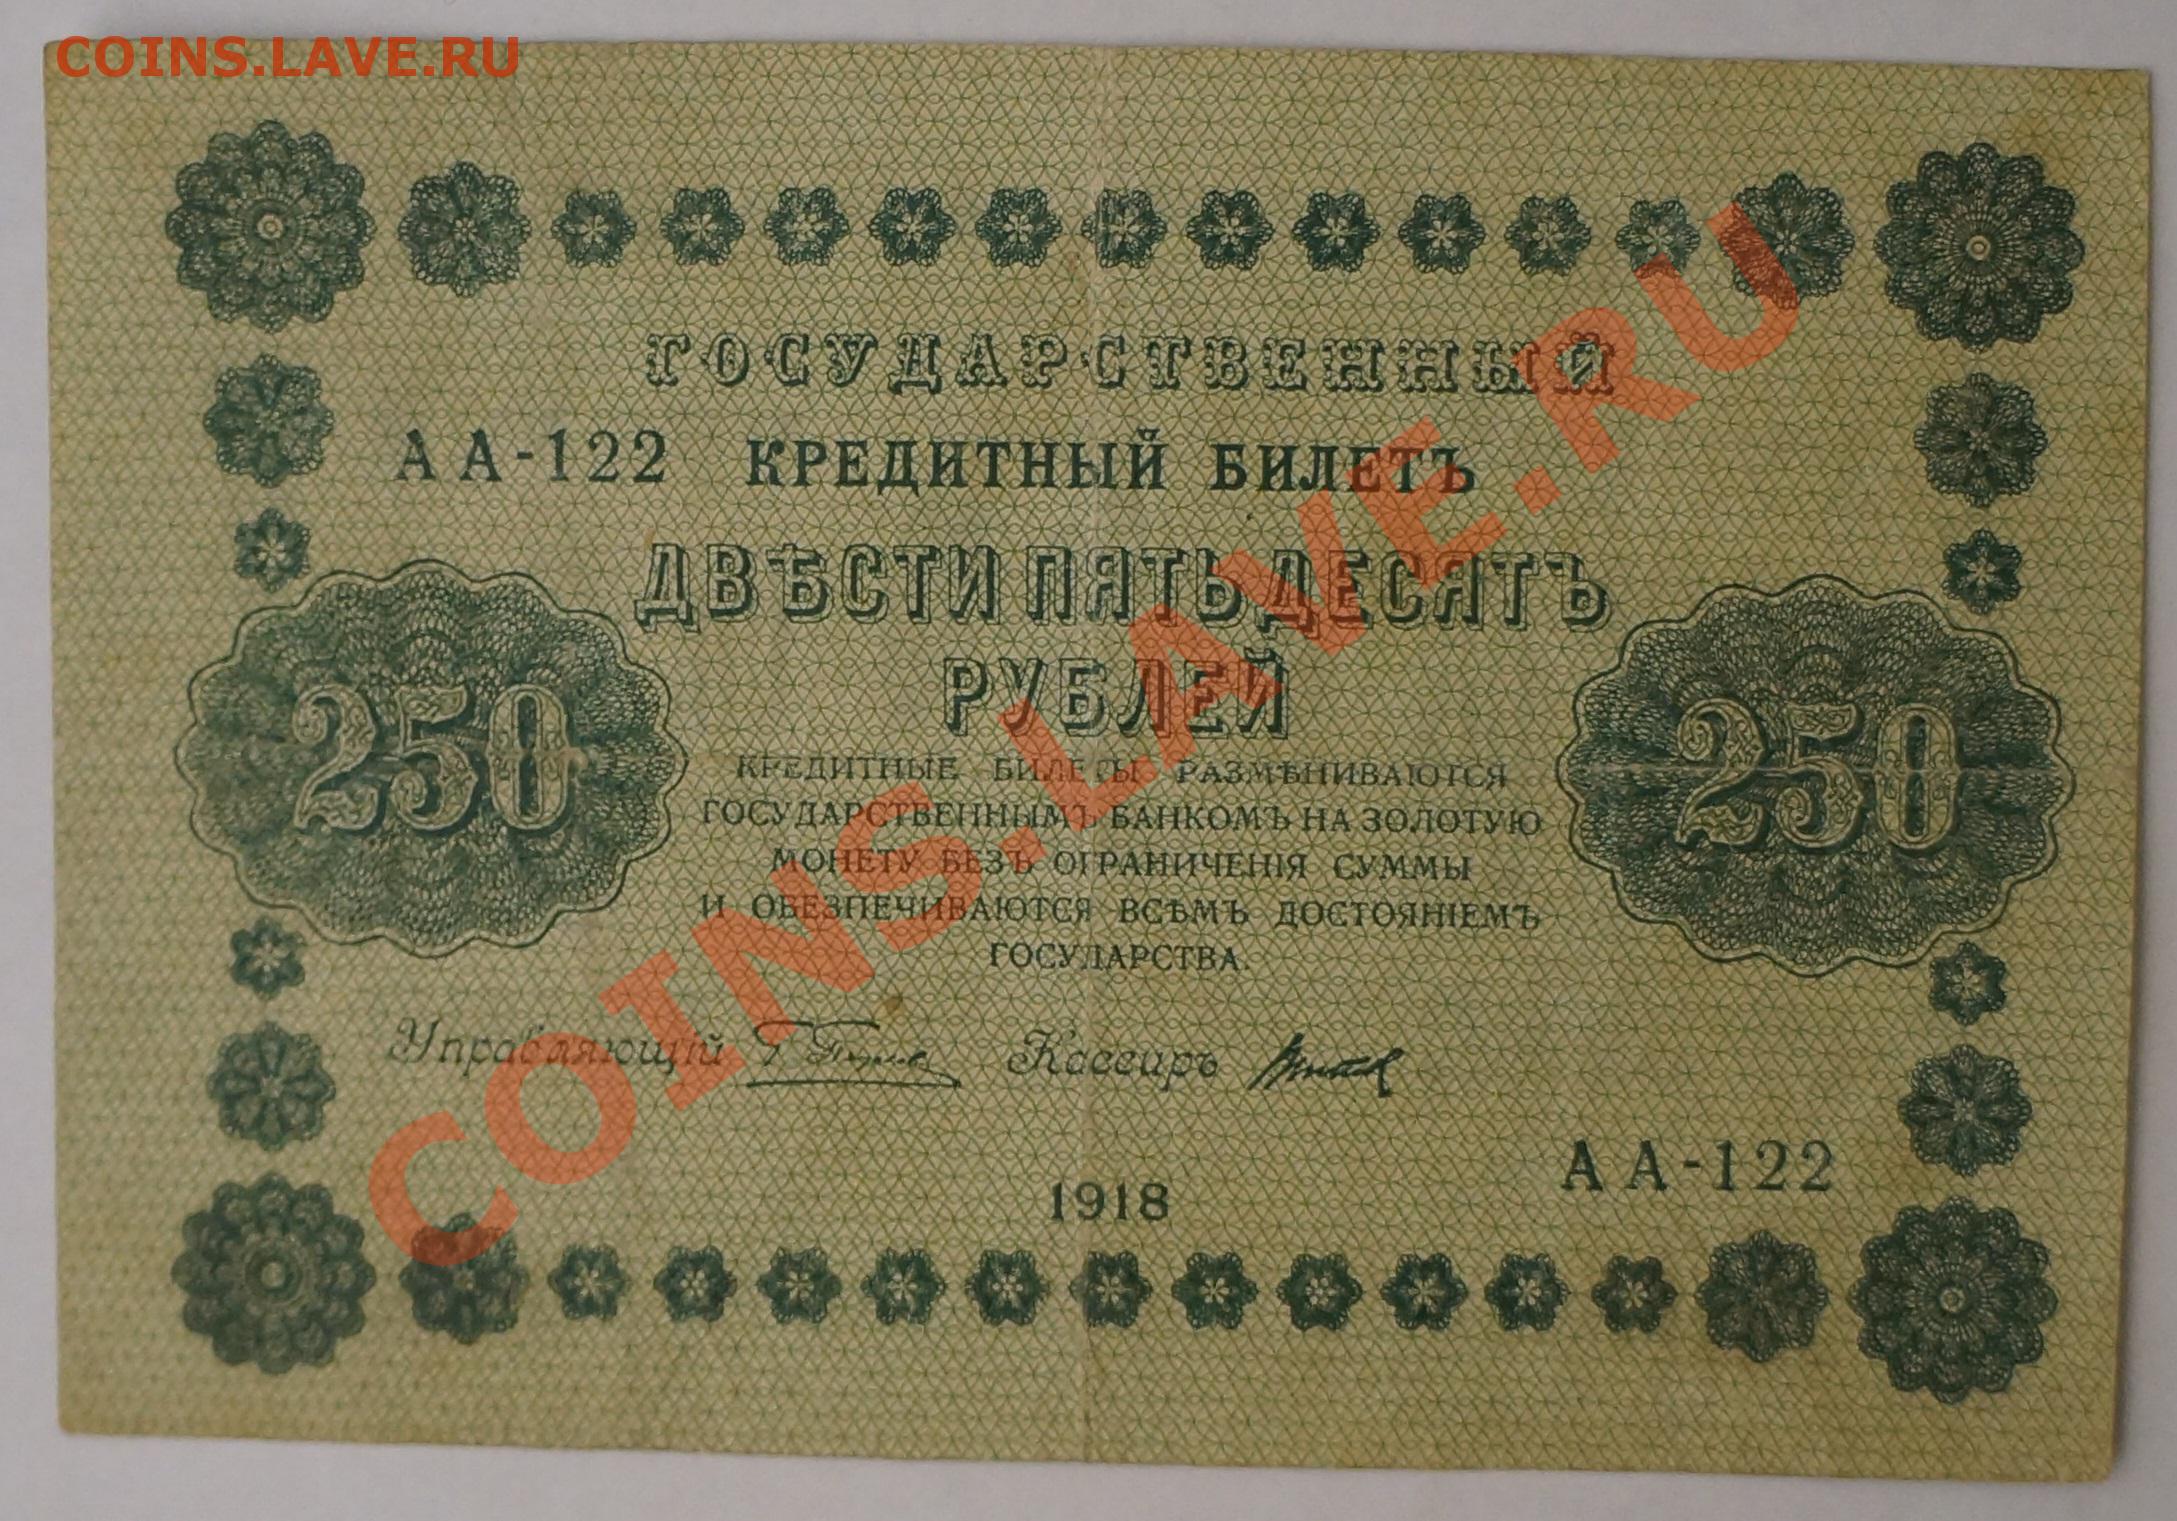 COINS.LAVE.RU
ГОСУДАРСТВЕННЫЙ
АА-122 КРЕДИТНЫЙ БИЛЕТЪ
ДВѢСТИ ПЯТЬДЕСЯТЪ
РУБЛЕЙ
250
250
КРЕДИТНЫЕ БИЛЕТЫ РАЗМѢНИВАЮТСЯ
ГОСУДАРСТВЕННЫМЪ БАНКОМЪ НА ЗОЛОТУЮ
МОНЕТУ БЕЗЪ ОГРАНИЧЕНІЯ СУММЫ
И ОБЕЗПЕЧИВАЮТСЯ ВСѢМЪ ДОСТОЯНІЕМЪ
ГОСУДАРСТВА.
Управляющій Кассиръ
АА-122
1918
COINS.LAVE.RU